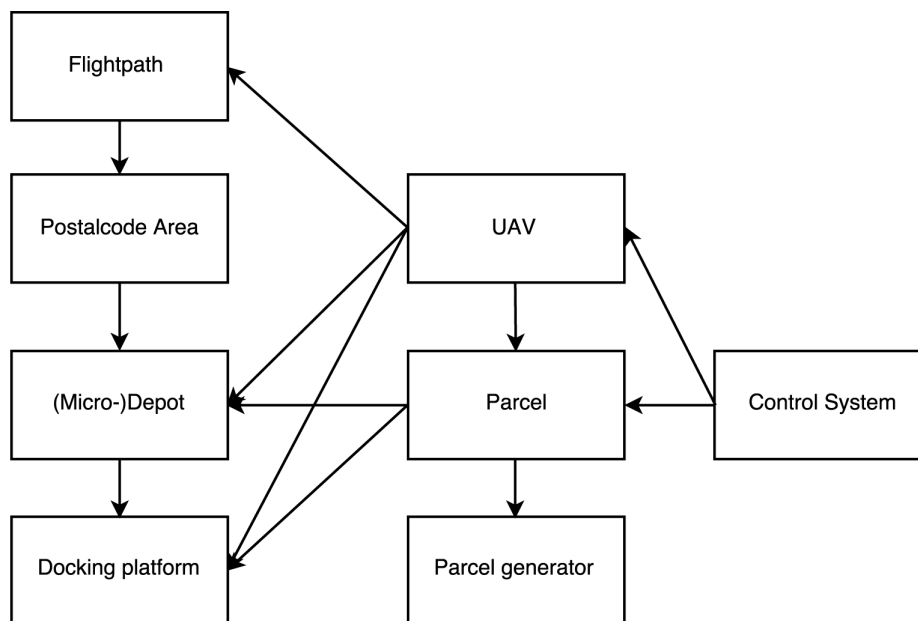 Flightpath
Postalcode Area
UAV
(Micro-)Depot
Parcel
Control System
Docking platform
Parcel generator